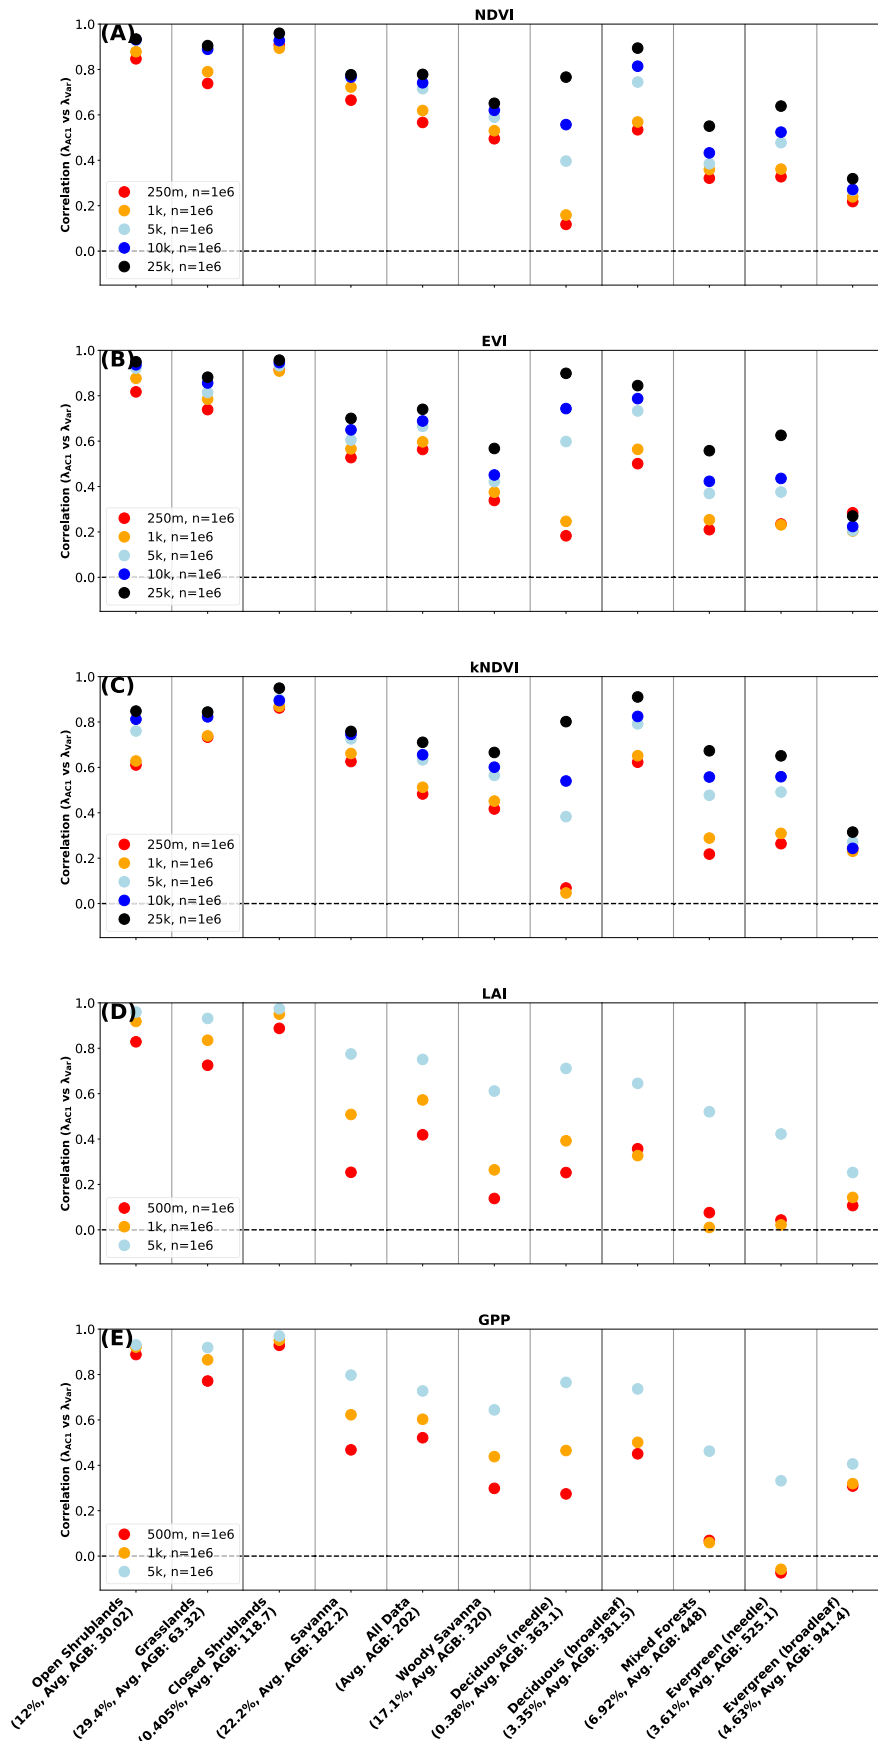 NDVI
(A)
1.0
0.8
0.6
0.4
0.2
0.0
Correlation (λAC1 vs λVar)
250m, n=1e6
1k, n=1e6
5k, n=1e6
10k, n=1e6
25k, n=1e6
EVI
(B)
1.0
0.8
0.6
0.4
0.2
0.0
Correlation (λAC1 vs λVar)
250m, n=1e6
1k, n=1e6
5k, n=1e6
10k, n=1e6
25k, n=1e6
kNDVI
(C)
1.0
0.8
0.6
0.4
0.2
0.0
Correlation (λAC1 vs λVar)
250m, n=1e6
1k, n=1e6
5k, n=1e6
10k, n=1e6
25k, n=1e6
LAI
(D)
1.0
0.8
0.6
0.4
0.2
0.0
Correlation (λAC1 vs λVar)
500m, n=1e6
1k, n=1e6
5k, n=1e6
GPP
(E)
1.0
0.8
0.6
0.4
0.2
0.0
Correlation (λAC1 vs λVar)
500m, n=1e6
1k, n=1e6
5k, n=1e6
Open Shrublands
(12%, Avg. AGB: 30.02)
Grasslands
(29.4%, Avg. AGB: 63.32)
Closed Shrublands
(0.405%, Avg. AGB: 118.7)
Savanna
(22.2%, Avg. AGB: 182.2)
All Data
(Avg. AGB: 202)
Woody Savanna
(17.1%, Avg. AGB: 320)
Deciduous (needle)
(0.38%, Avg. AGB: 363.1)
Deciduous (broadleaf)
(3.35%, Avg. AGB: 381.5)
Mixed Forests
(6.92%, Avg. AGB: 448)
Evergreen (needle)
(3.61%, Avg. AGB: 525.1)
Evergreen (broadleaf)
(4.63%, Avg. AGB: 941.4)